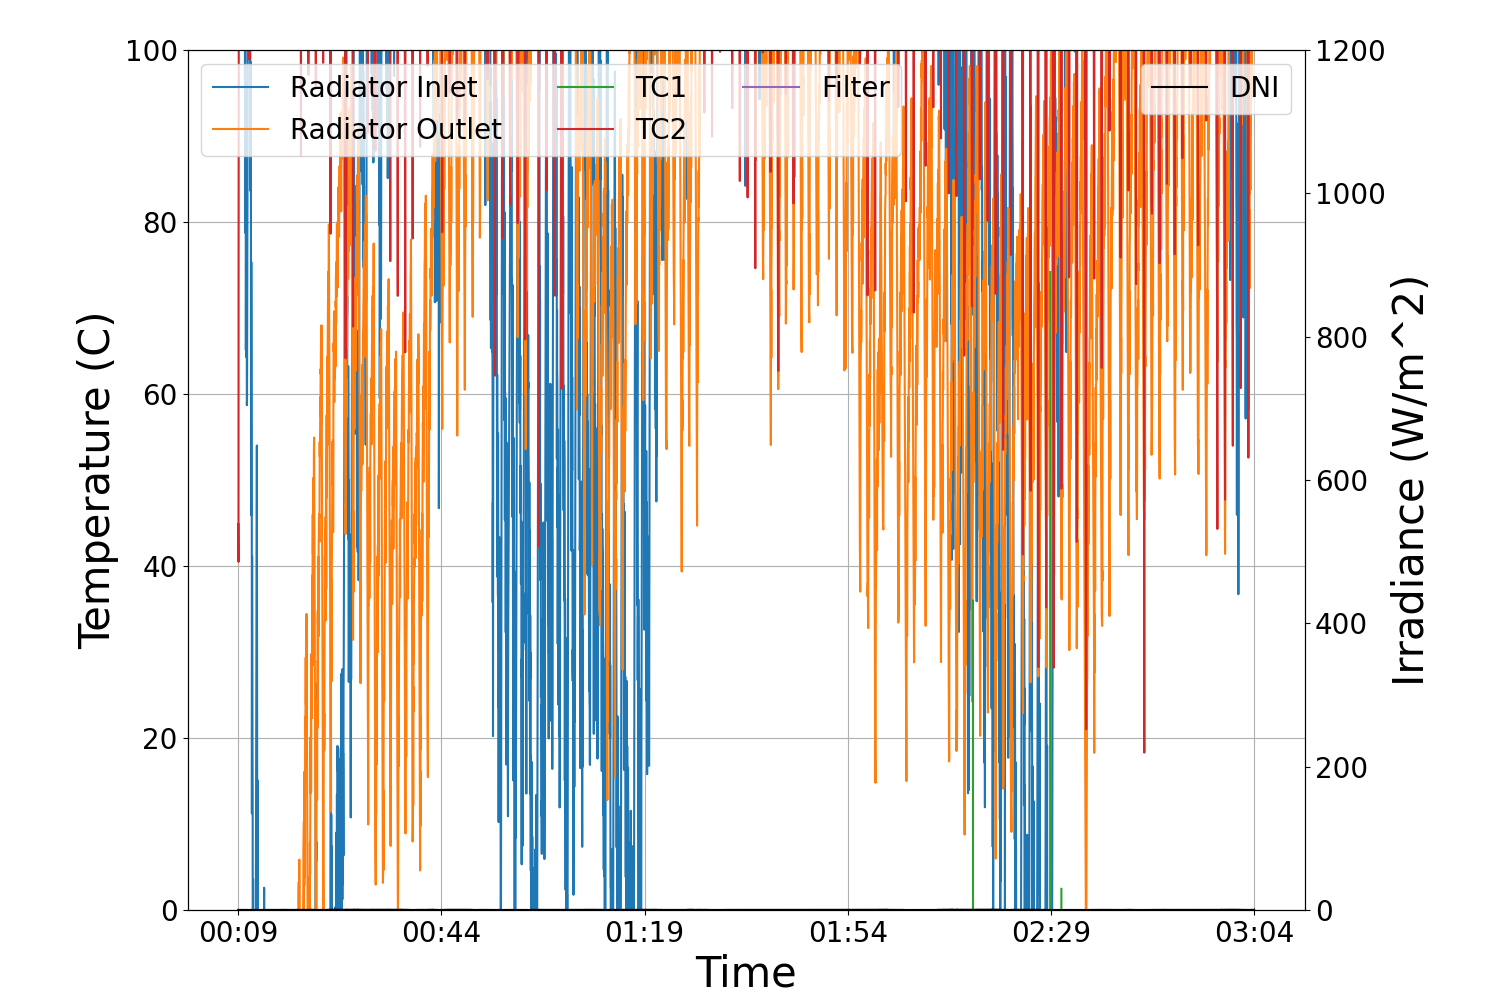 100
80
60
40
20
0
Temperature (C)
Radiator Inlet
Radiator Outlet
TC1
TC2
Filter
DNI
1200
1000
800
600
400
200
0
Irradiance (W/m^2)
00:09
00:44
01:19
01:54
02:29
03:04
Time